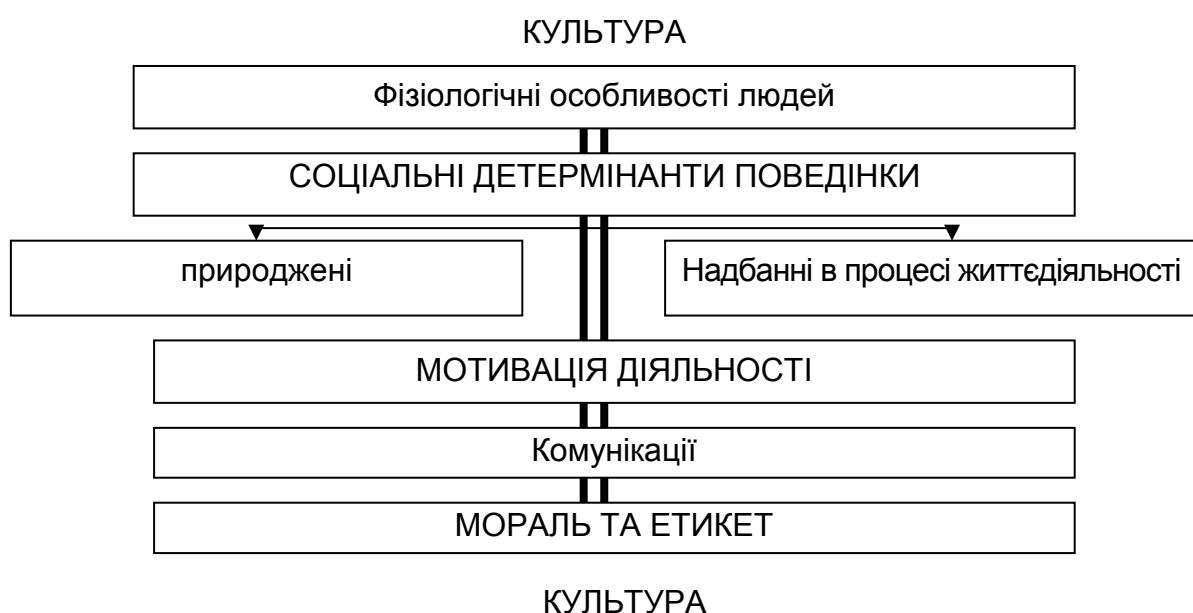 КУЛЬТУРА
Фізіологічні особливості людей
СОЦІАЛЬНІ ДЕТЕРМІНАНТИ ПОВЕДІНКИ
природжені
Надбанні в процесі життєдіяльності
МОТИВАЦІЯ ДІЯЛЬНОСТІ
Комунікації
МОРАЛЬ ТА ЕТИКЕТ
КУЛЬТУРА